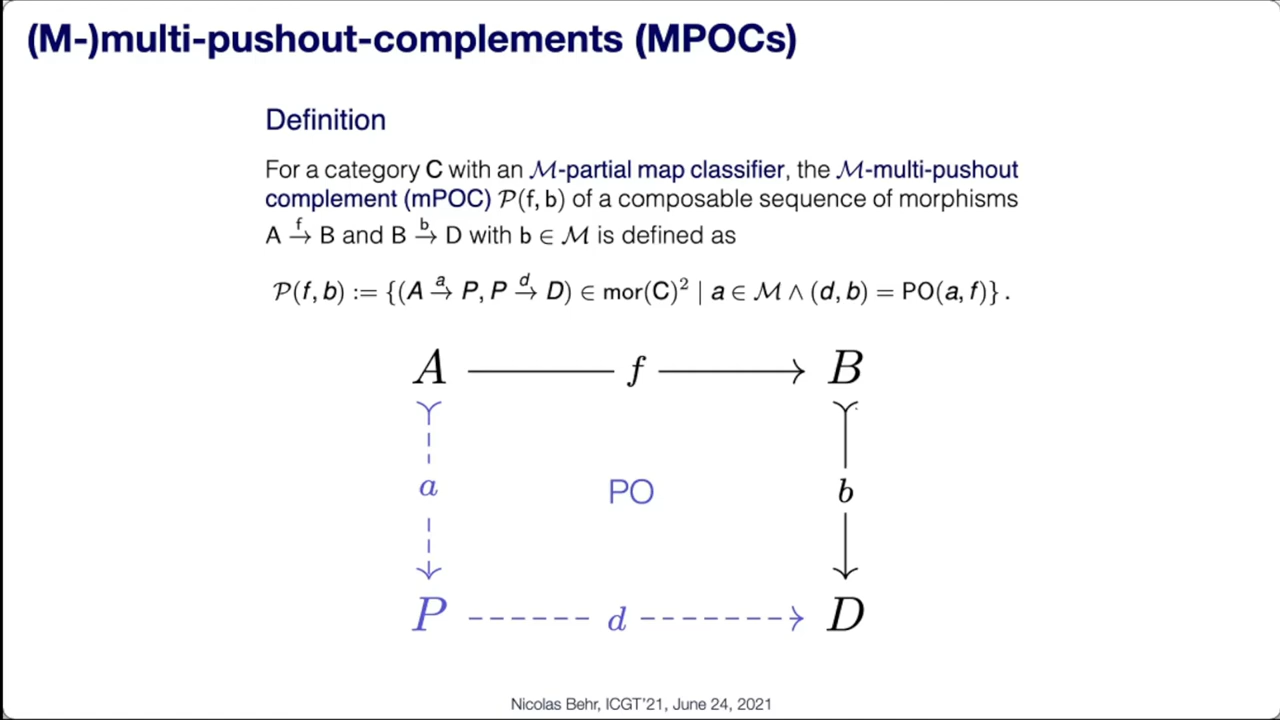 (M-)multi-pushout-complements (MPOCs)
Definition
For a category C with an ℳ-partial map classifier, the ℳ-multi-pushout
complement (mPOC) 𝒫(f, b) of a composable sequence of morphisms
A →^f B and B →^b D with b ∈ ℳ is defined as
𝒫(f, b) := {(A →^a P, P →^d D) ∈ mor(C)² | a ∈ ℳ ∧ (d, b) = PO(a, f)} .
A f B
a PO b
P d D
Nicolas Behr, ICGT'21, June 24, 2021